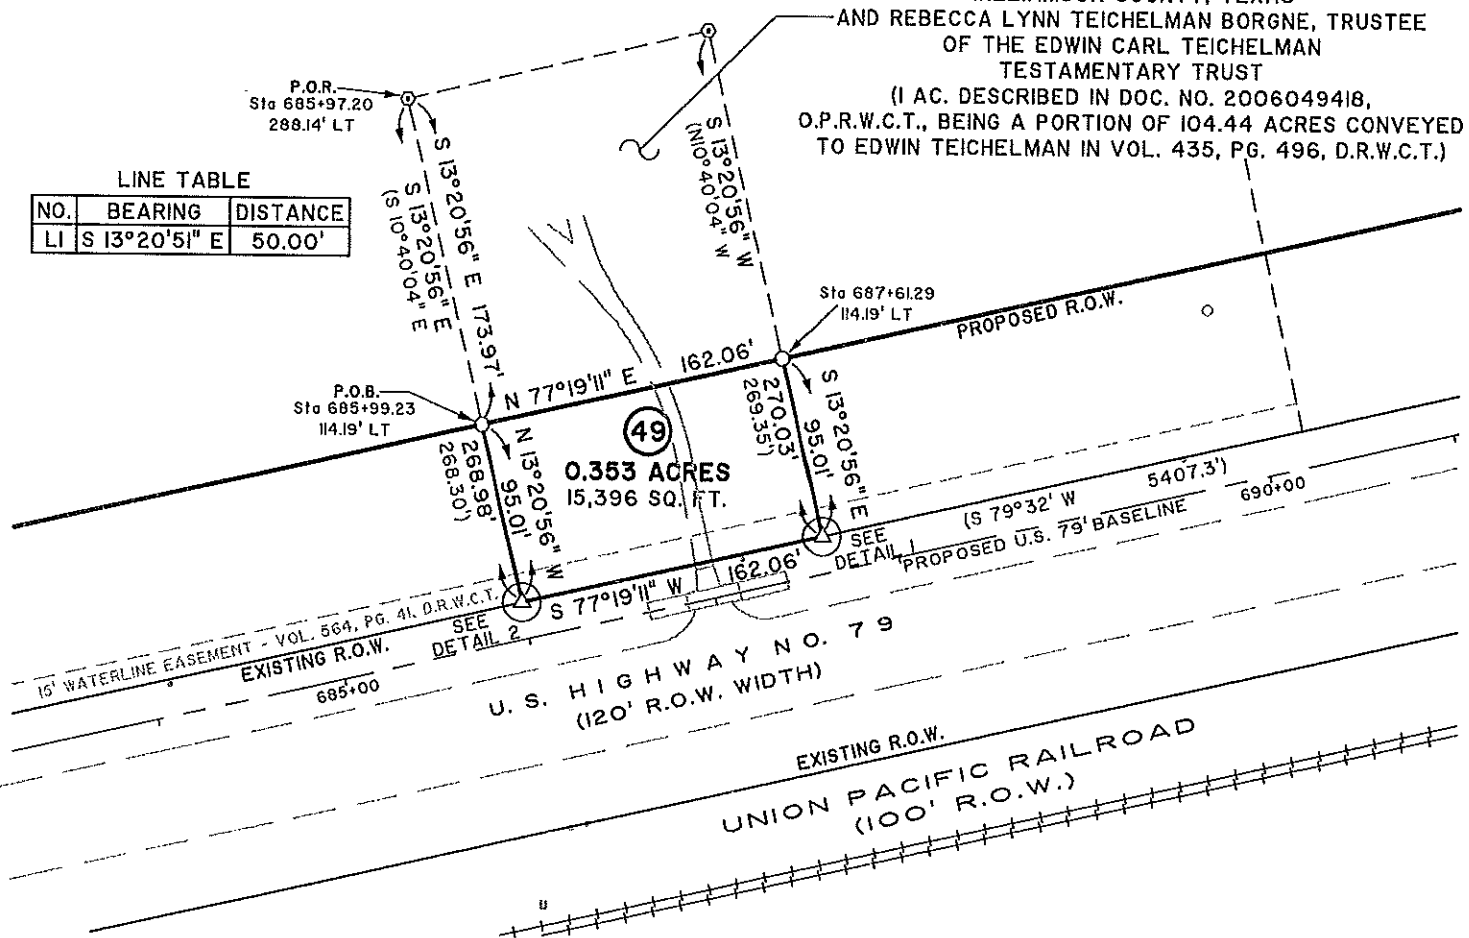 AND REBECCA LYNN TEICHELMAN BORGNE, TRUSTEE
OF THE EDWIN CARL TEICHELMAN
TESTAMENTARY TRUST
(1 AC. DESCRIBED IN DOC. NO. 2006049418,
O.P.R.W.C.T., BEING A PORTION OF 104.44 ACRES CONVEYED
TO EDWIN TEICHELMAN IN VOL. 435, PG. 496, D.R.W.C.T.)
P.O.R.
Sta 685+97.20
288.14' LT
LINE TABLE
NO. BEARING DISTANCE
L1 S 13°20'51" E 50.00'
S 13°20'56" E 173.97'
S 13°20'56" E
(S 10°40'04" E
S 13°20'56" W
(N10°40'04" W
Sta 687+61.29
114.19' LT
PROPOSED R.O.W.
P.O.B.
Sta 685+99.23
114.19' LT
N 77°19'11" E 162.06'
49
0.353 ACRES
15,396 SQ. FT.
N 13°20'56" W
95.01'
268.98'
268.30')
S 13°20'56" E
95.01'
270.03'
269.35')
S 77°19'11" W 162.06'
SEE
DETAIL 1
SEE
DETAIL 2
(S 79°32' W 5407.3')
PROPOSED U.S. 79 BASELINE
690+00
15' WATERLINE EASEMENT - VOL. 564, PG. 41, D.R.W.C.T.
EXISTING R.O.W.
685+00
U. S. HIGHWAY NO. 79
(120' R.O.W. WIDTH)
EXISTING R.O.W.
UNION PACIFIC RAILROAD
(100' R.O.W.)